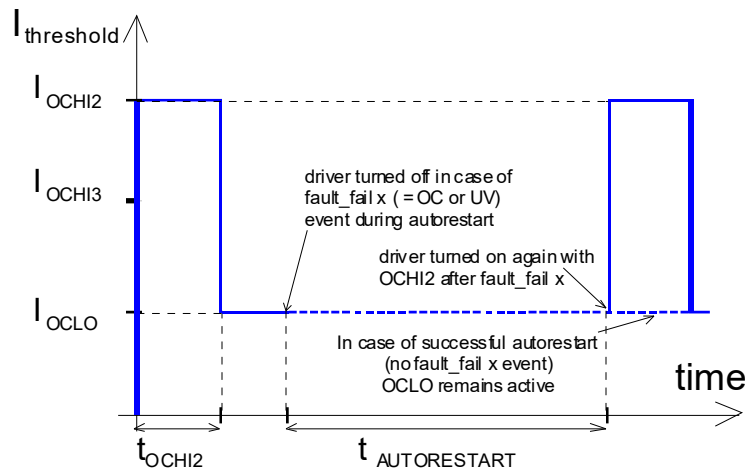 I threshold
I OCHI2
I OCHI3
I OCLO
driver turned off in case of
fault_fail x ( = OC or UV)
event during autorestart
driver turned on again with
OCHI2 after fault_fail x
In case of successful autorestart
(no fault_fail x event)
OCLO remains active
time
t OCHI2
t AUTORESTART